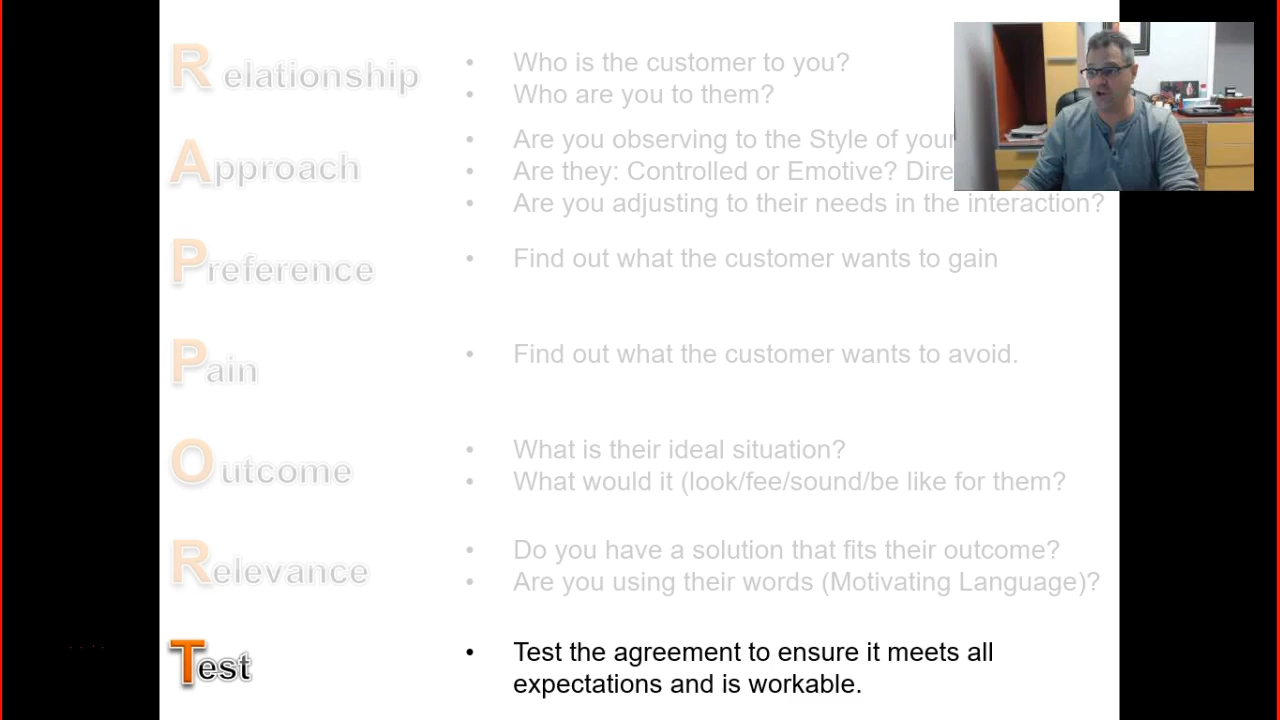 Relationship
• Who is the customer to you?
• Who are you to them?
Approach
• Are you observing to the Style of your
• Are they: Controlled or Emotive?
• Are you adjusting to their needs in the interaction?
Preference
• Find out what the customer wants to gain
Pain
• Find out what the customer wants to avoid.
Outcome
• What is their ideal situation?
• What would it (look/fee/sound/be like for them?
Relevance
• Do you have a solution that fits their outcome?
• Are you using their words (Motivating Language)?
Test
• Test the agreement to ensure it meets all
expectations and is workable.